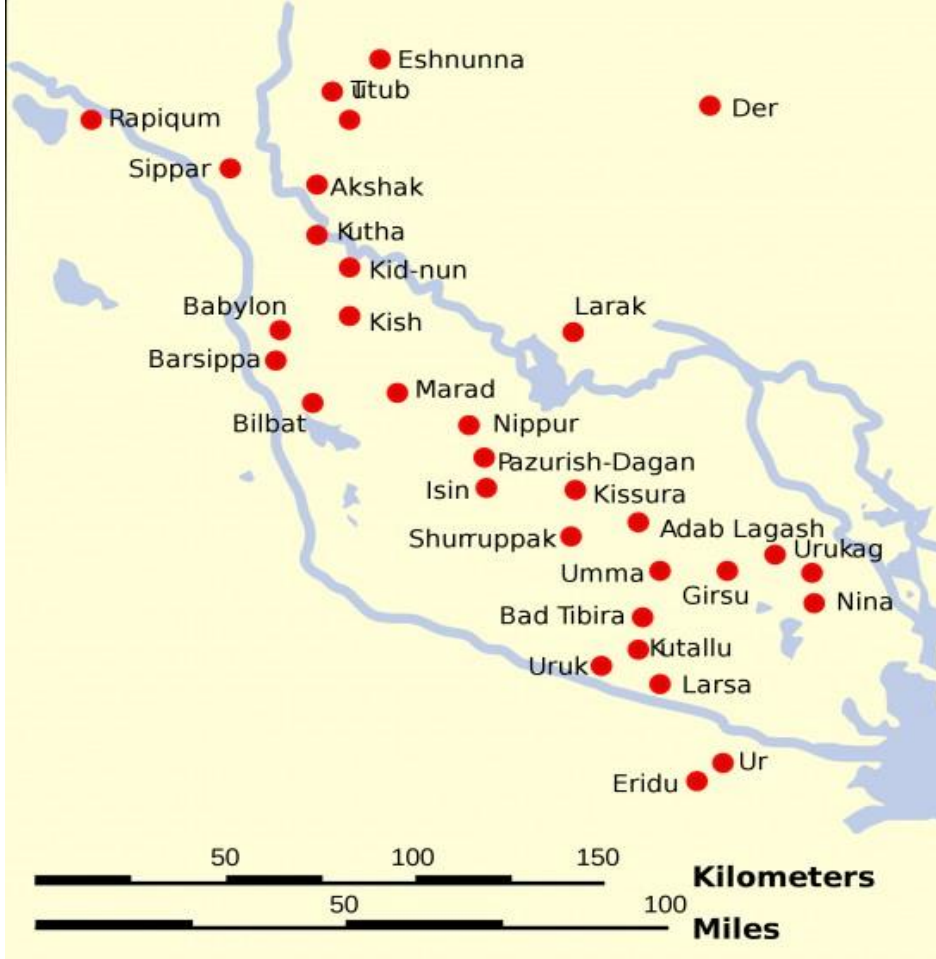 Eshnunna
Tutub
Der
Rapiqum
Sippar
Akshak
Kutha
Kid-nun
Babylon
Larak
Kish
Barsippa
Marad
Bilbat
Nippur
Pazurish-Dagan
Isin
Kissura
Adab Lagash
Shurruppak
Urukag
Umma
Girsu
Nina
Bad Tibira
Kutallu
Uruk
Larsa
Ur
Eridu
50 100 150
Kilometers
50 100
Miles